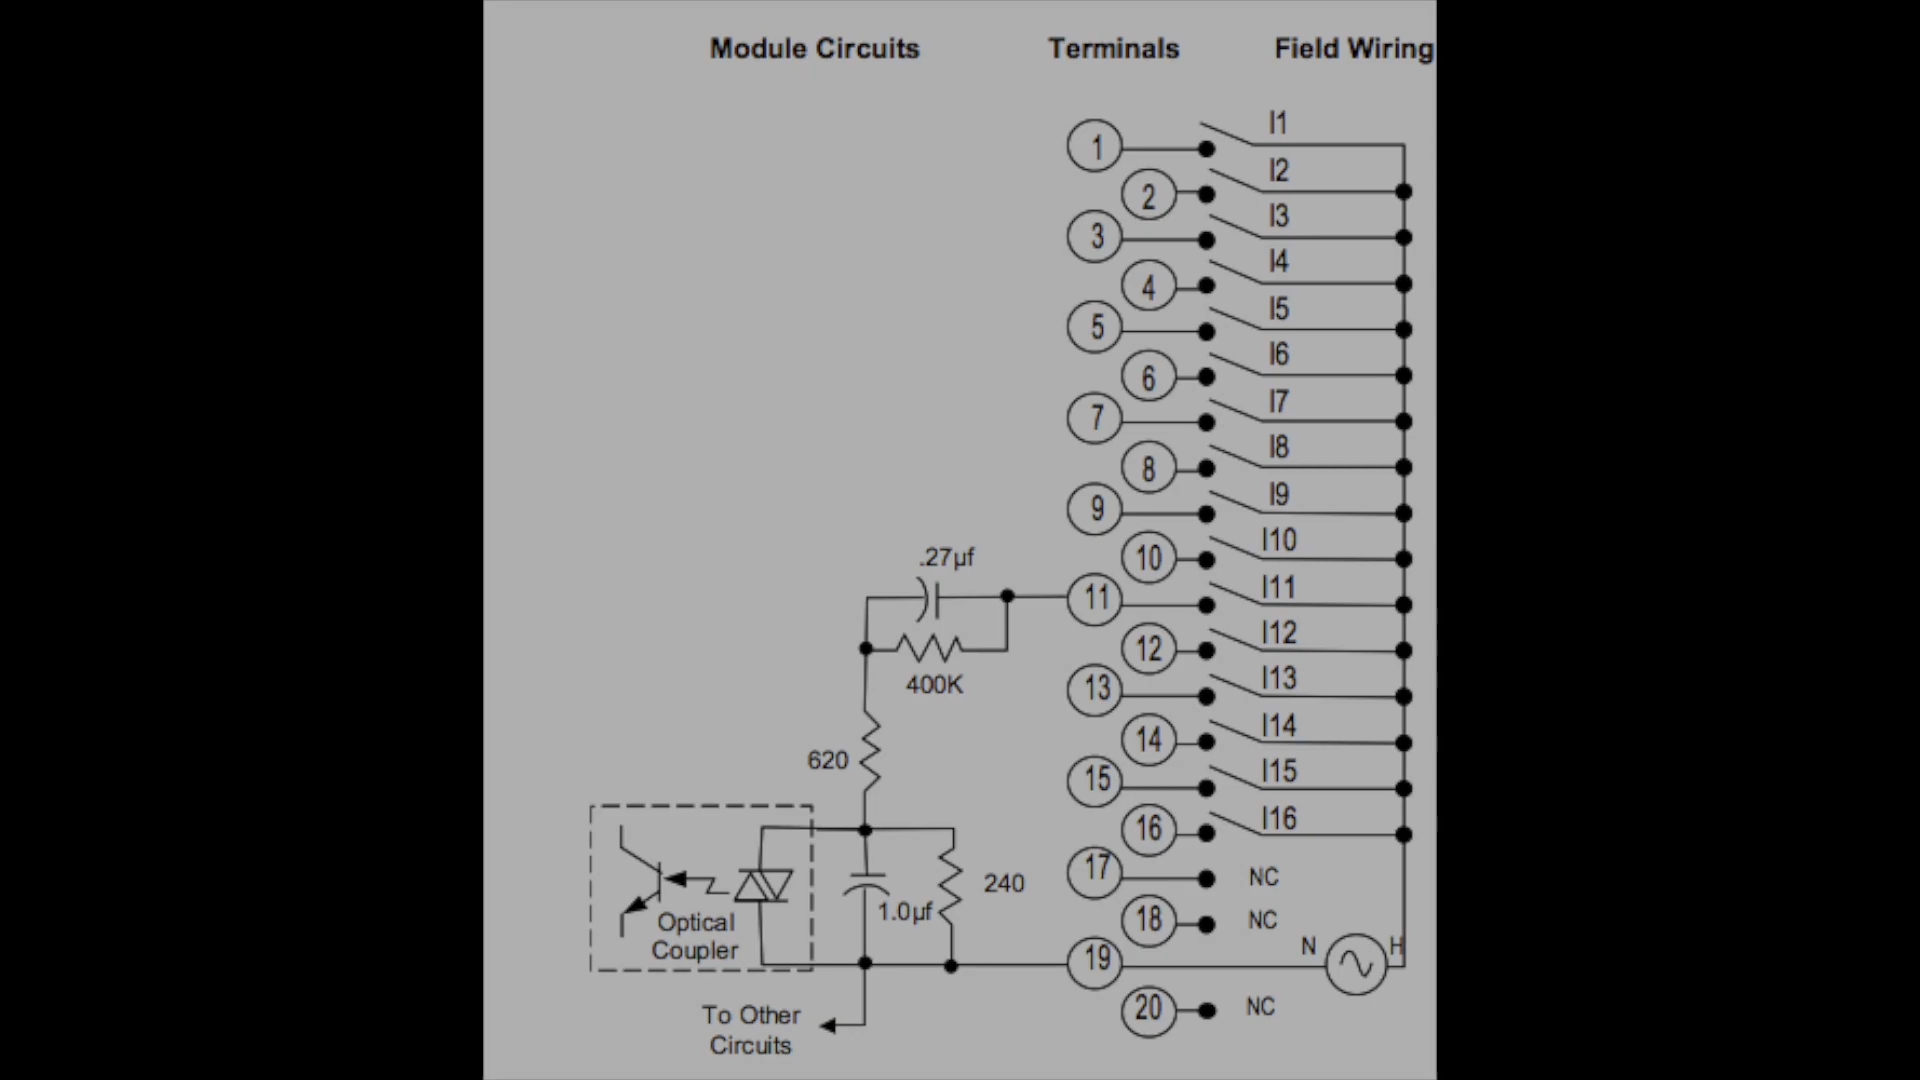 Module Circuits Terminals Field Wiring
1 I1
2 I2
3 I3
4 I4
5 I5
6 I6
7 I7
8 I8
9 I9
10 I10
.27µf
11 I11
12 I12
400K
13 I13
14 I14
620
15 I15
16 I16
17 NC
240
1.0µf
18 NC
Optical
Coupler
19 N H
20 NC
To Other
Circuits